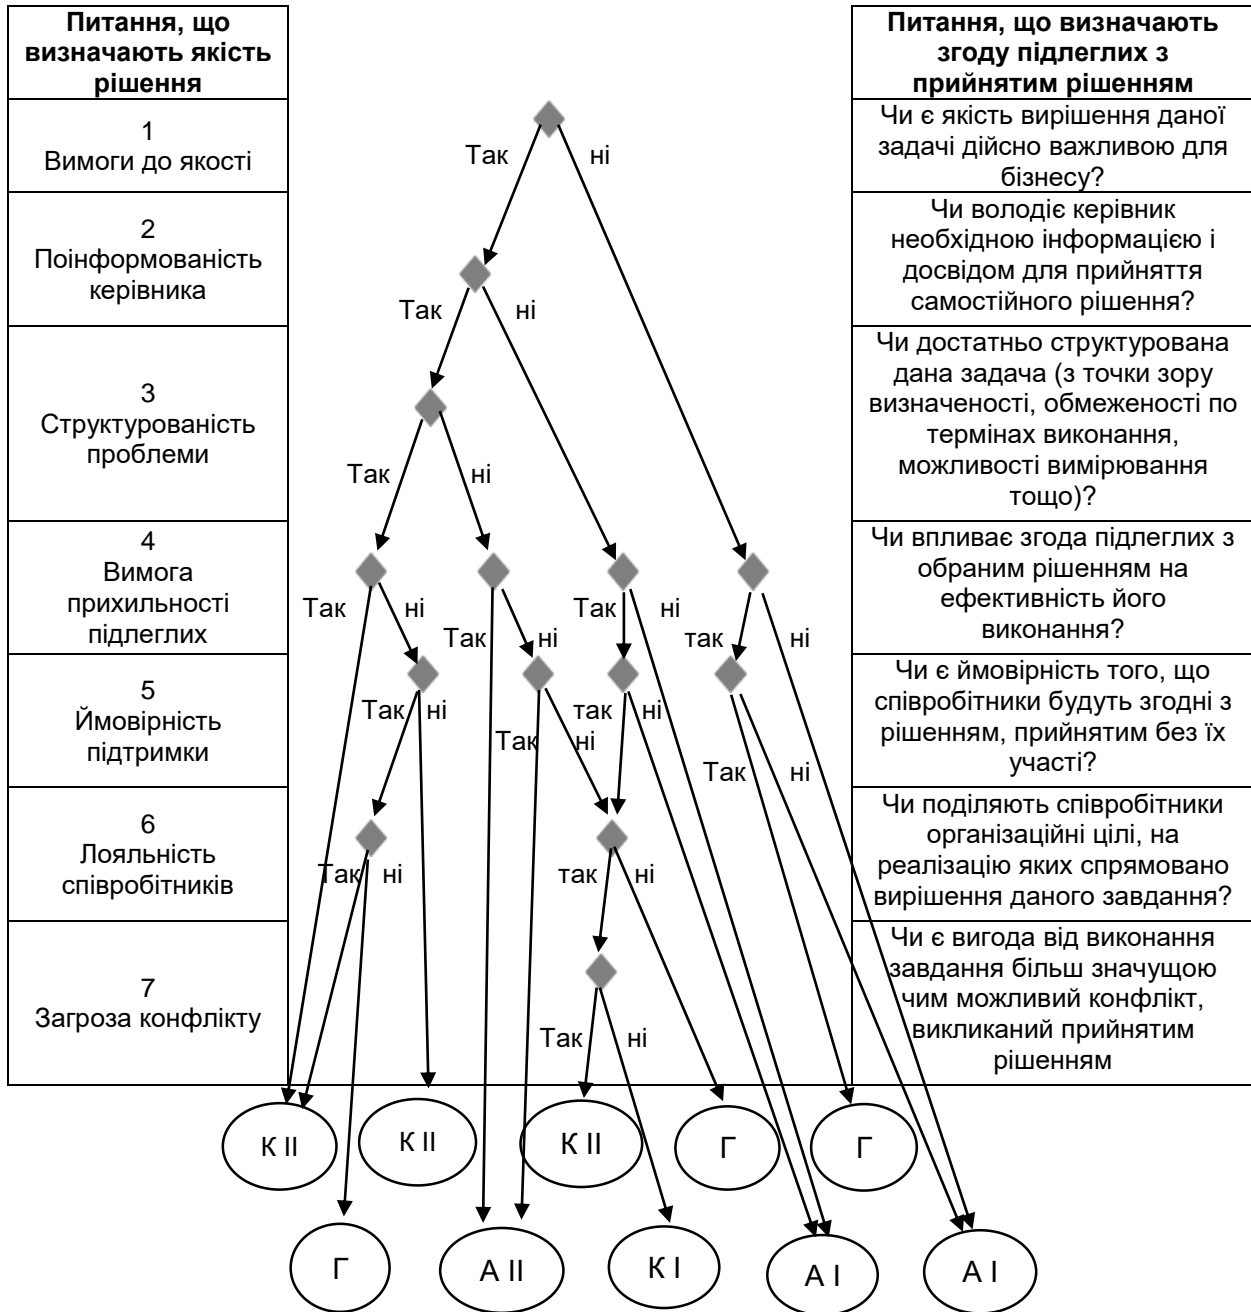 Питання, що
визначають якість
рішення
Питання, що визначають
згоду підлеглих з
прийнятим рішенням
1
Вимоги до якості
Так
ні
Чи є якість вирішення даної
задачі дійсно важливою для
бізнесу?
2
Поінформованість
керівника
Так
ні
Чи володіє керівник
необхідною інформацією і
досвідом для прийняття
самостійного рішення?
3
Структурованість
проблеми
Так
ні
Чи достатньо структурована
дана задача (з точки зору
визначеності, обмеженості по
термінах виконання,
можливості вимірювання
тощо)?
4
Вимога
прихильності
підлеглих
Так
ні
Так
ні
Так
ні
так
ні
Чи впливає згода підлеглих з
обраним рішенням на
ефективність його
виконання?
5
Ймовірність
підтримки
Так
ні
Так
ні
так
ні
Так
ні
Чи є ймовірність того, що
співробітники будуть згодні з
рішенням, прийнятим без їх
участі?
6
Лояльність
співробітників
Так
ні
так
ні
Чи поділяють співробітники
організаційні цілі, на
реалізацію яких спрямовано
вирішення даного завдання?
7
Загроза конфлікту
Так
ні
Чи є вигода від виконання
завдання більш значущою
чим можливий конфлікт,
викликаний прийнятим
рішенням
К ІІ
К ІІ
К ІІ
Г
Г
Г
А ІІ
К І
А І
А І